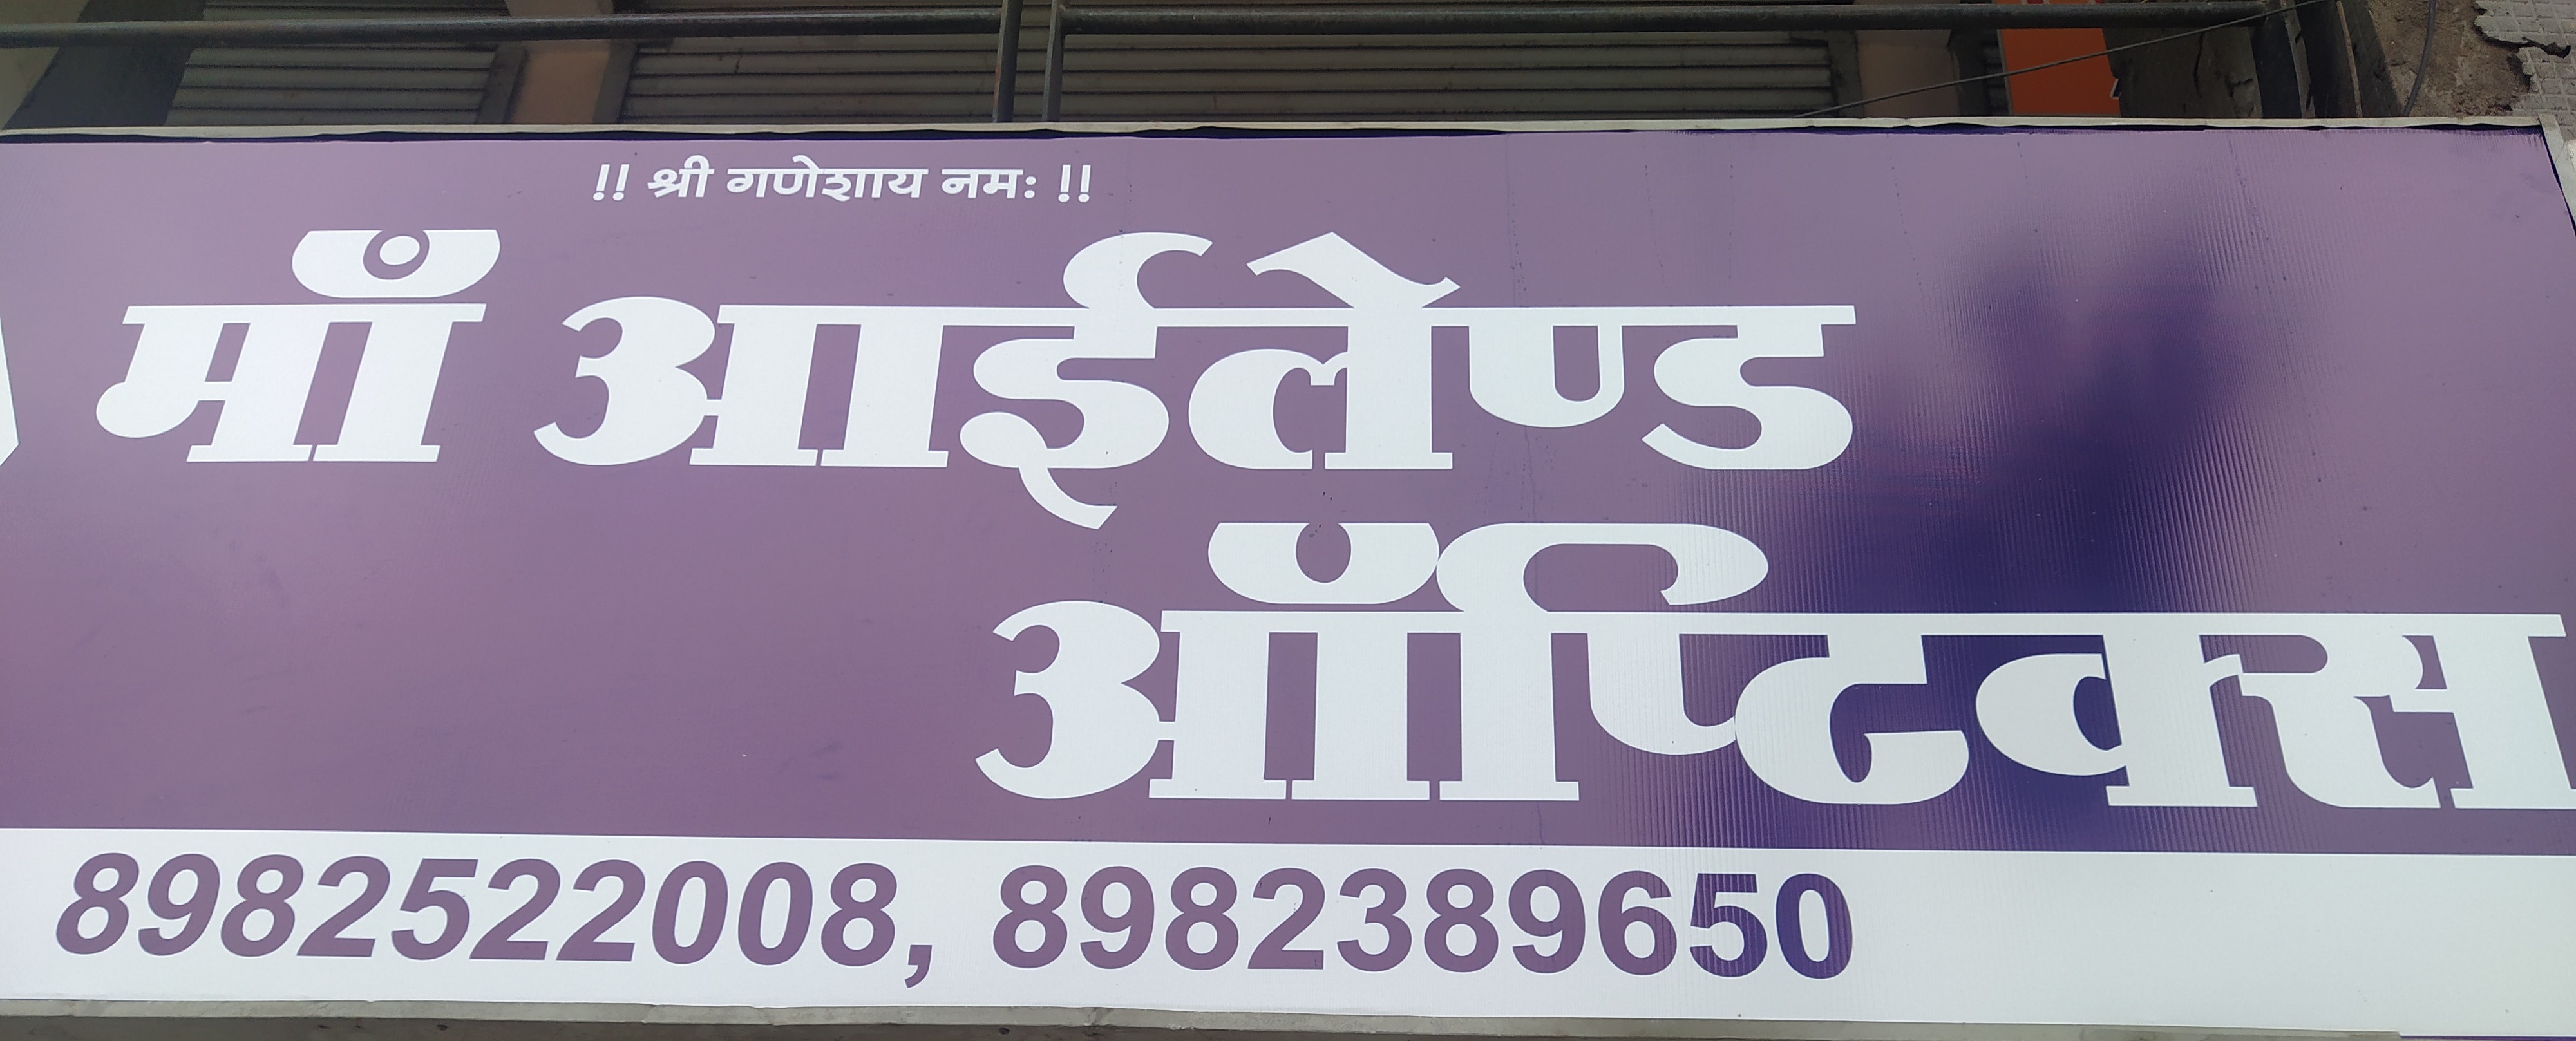 !! श्री गणेशाय नमः !!
माँ आईलैण्ड
ऑप्टिक्स
8982522008, 8982389650